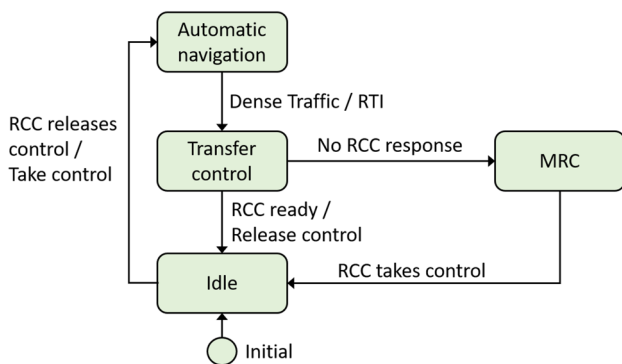 Automatic
navigation
Dense Traffic / RTI
RCC releases
control /
Take control
Transfer
control
No RCC response
MRC
RCC ready /
Release control
Idle
RCC takes control
Initial